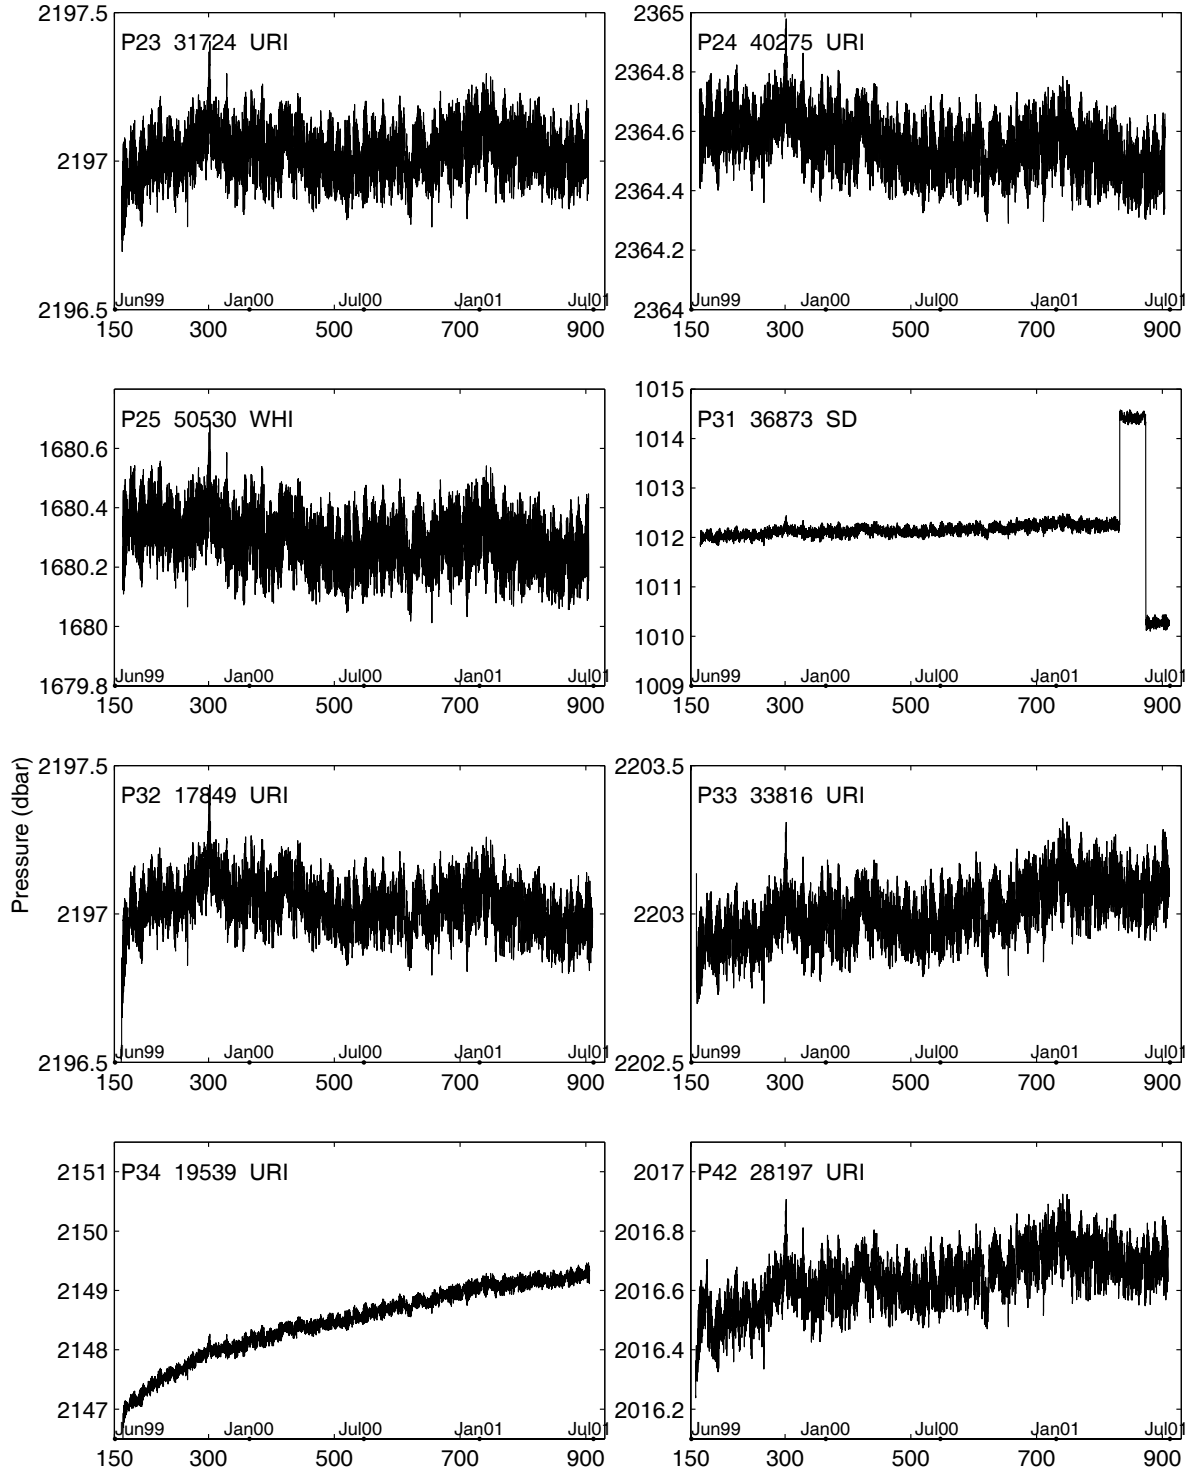 2197.5
P23 31724 URI
2197
2196.5
Jun99 Jan00 Jul00 Jan01 Jul01
150 300 500 700 900
2365
P24 40275 URI
2364.8
2364.6
2364.4
2364.2
2364
Jun99 Jan00 Jul00 Jan01 Jul01
150 300 500 700 900
P25 50530 WHI
1680.6
1680.4
1680.2
1680
1679.8
Jun99 Jan00 Jul00 Jan01 Jul01
150 300 500 700 900
1015
P31 36873 SD
1014
1013
1012
1011
1010
1009
Jun99 Jan00 Jul00 Jan01 Jul01
150 300 500 700 900
Pressure (dbar)
2197.5
P32 17849 URI
2197
2196.5
Jun99 Jan00 Jul00 Jan01 Jul01
150 300 500 700 900
2203.5
P33 33816 URI
2203
2202.5
Jun99 Jan00 Jul00 Jan01 Jul01
150 300 500 700 900
2151
P34 19539 URI
2150
2149
2148
2147
Jun99 Jan00 Jul00 Jan01 Jul01
150 300 500 700 900
2017
P42 28197 URI
2016.8
2016.6
2016.4
2016.2
Jun99 Jan00 Jul00 Jan01 Jul01
150 300 500 700 900